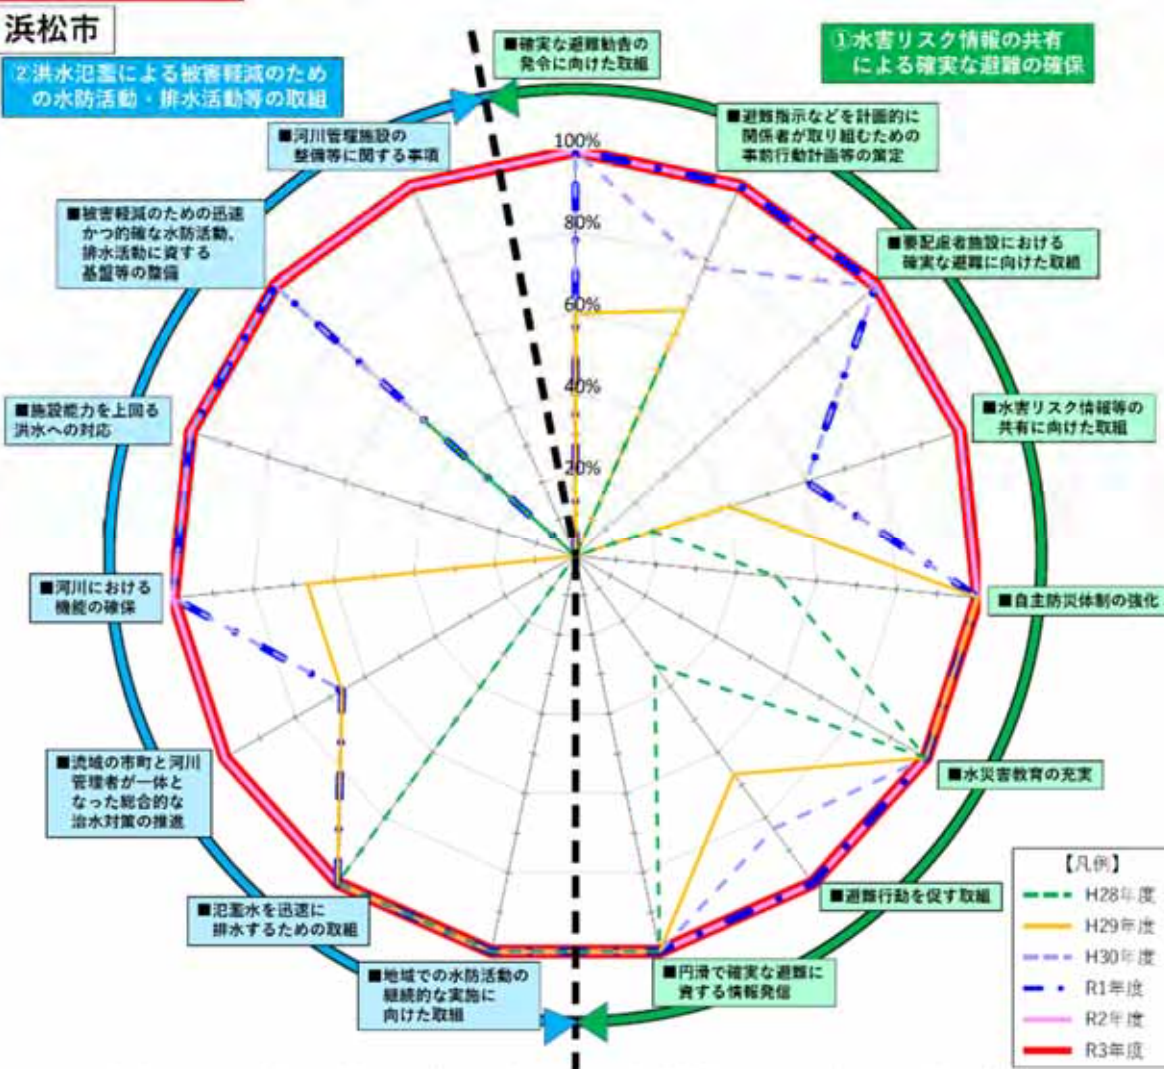 浜松市
②洪水氾濫による被害軽減のため
の水防活動・排水活動等の取組
①水害リスク情報の共有
による確実な避難の確保
■確実な避難勧告の
発令に向けた取組
■避難指示などを計画的に
関係者が取り組むための
事前行動計画等の策定
■要配慮者施設における
確実な避難に向けた取組
■水害リスク情報等の
共有に向けた取組
■自主防災体制の強化
■水災害教育の充実
■避難行動を促す取組
■円滑で確実な避難に
資する情報発信
■地域での水防活動の
継続的な実施に
向けた取組
■氾濫水を迅速に
排水するための取組
■流域の市町と河川
管理者が一体と
なった総合的な
治水対策の推進
■河川における
機能の確保
■施設能力を上回る
洪水への対応
■被害軽減のための迅速
かつ的確な水防活動、
排水活動に資する
基盤等の整備
■河川管理施設の
整備等に関する事項
100%
80%
60%
40%
20%
【凡例】
H28年度
H29年度
H30年度
R1年度
R2年度
R3年度